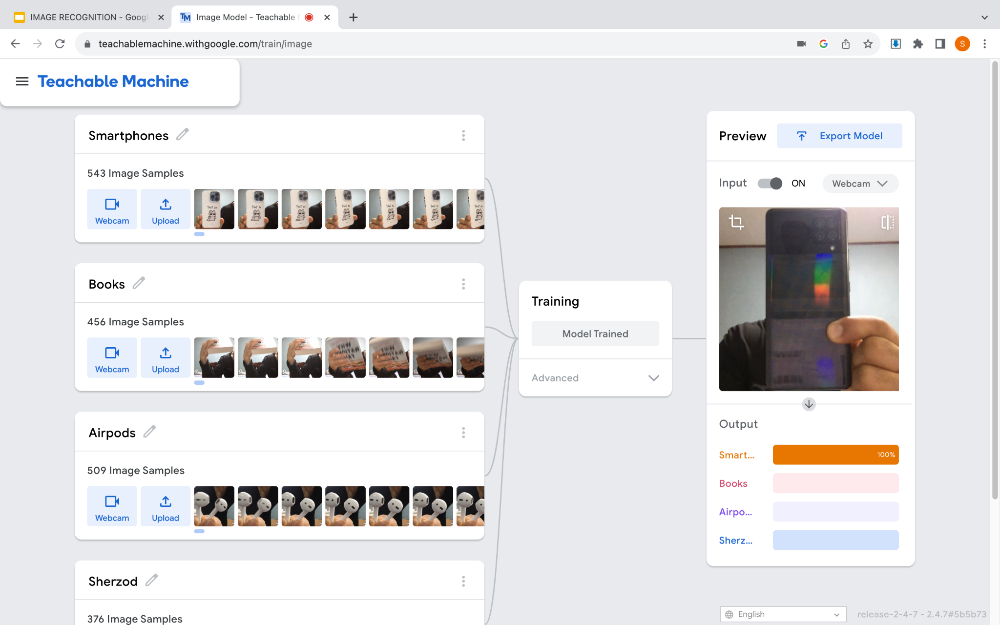 IMAGE RECOGNITION - Googl
Image Model - Teachable
teachablemachine.withgoogle.com/train/image
S
Teachable Machine
Smartphones
543 Image Samples
Webcam
Upload
Books
456 Image Samples
Webcam
Upload
Airpods
509 Image Samples
Webcam
Upload
Sherzod
376 Image Samples
Training
Model Trained
Advanced
Preview
Export Model
Input
ON
Webcam
Output
Smart...
100%
Books
Airpo...
Sherz...
English
release-2-4-7 - 2.4.7#5b5b73